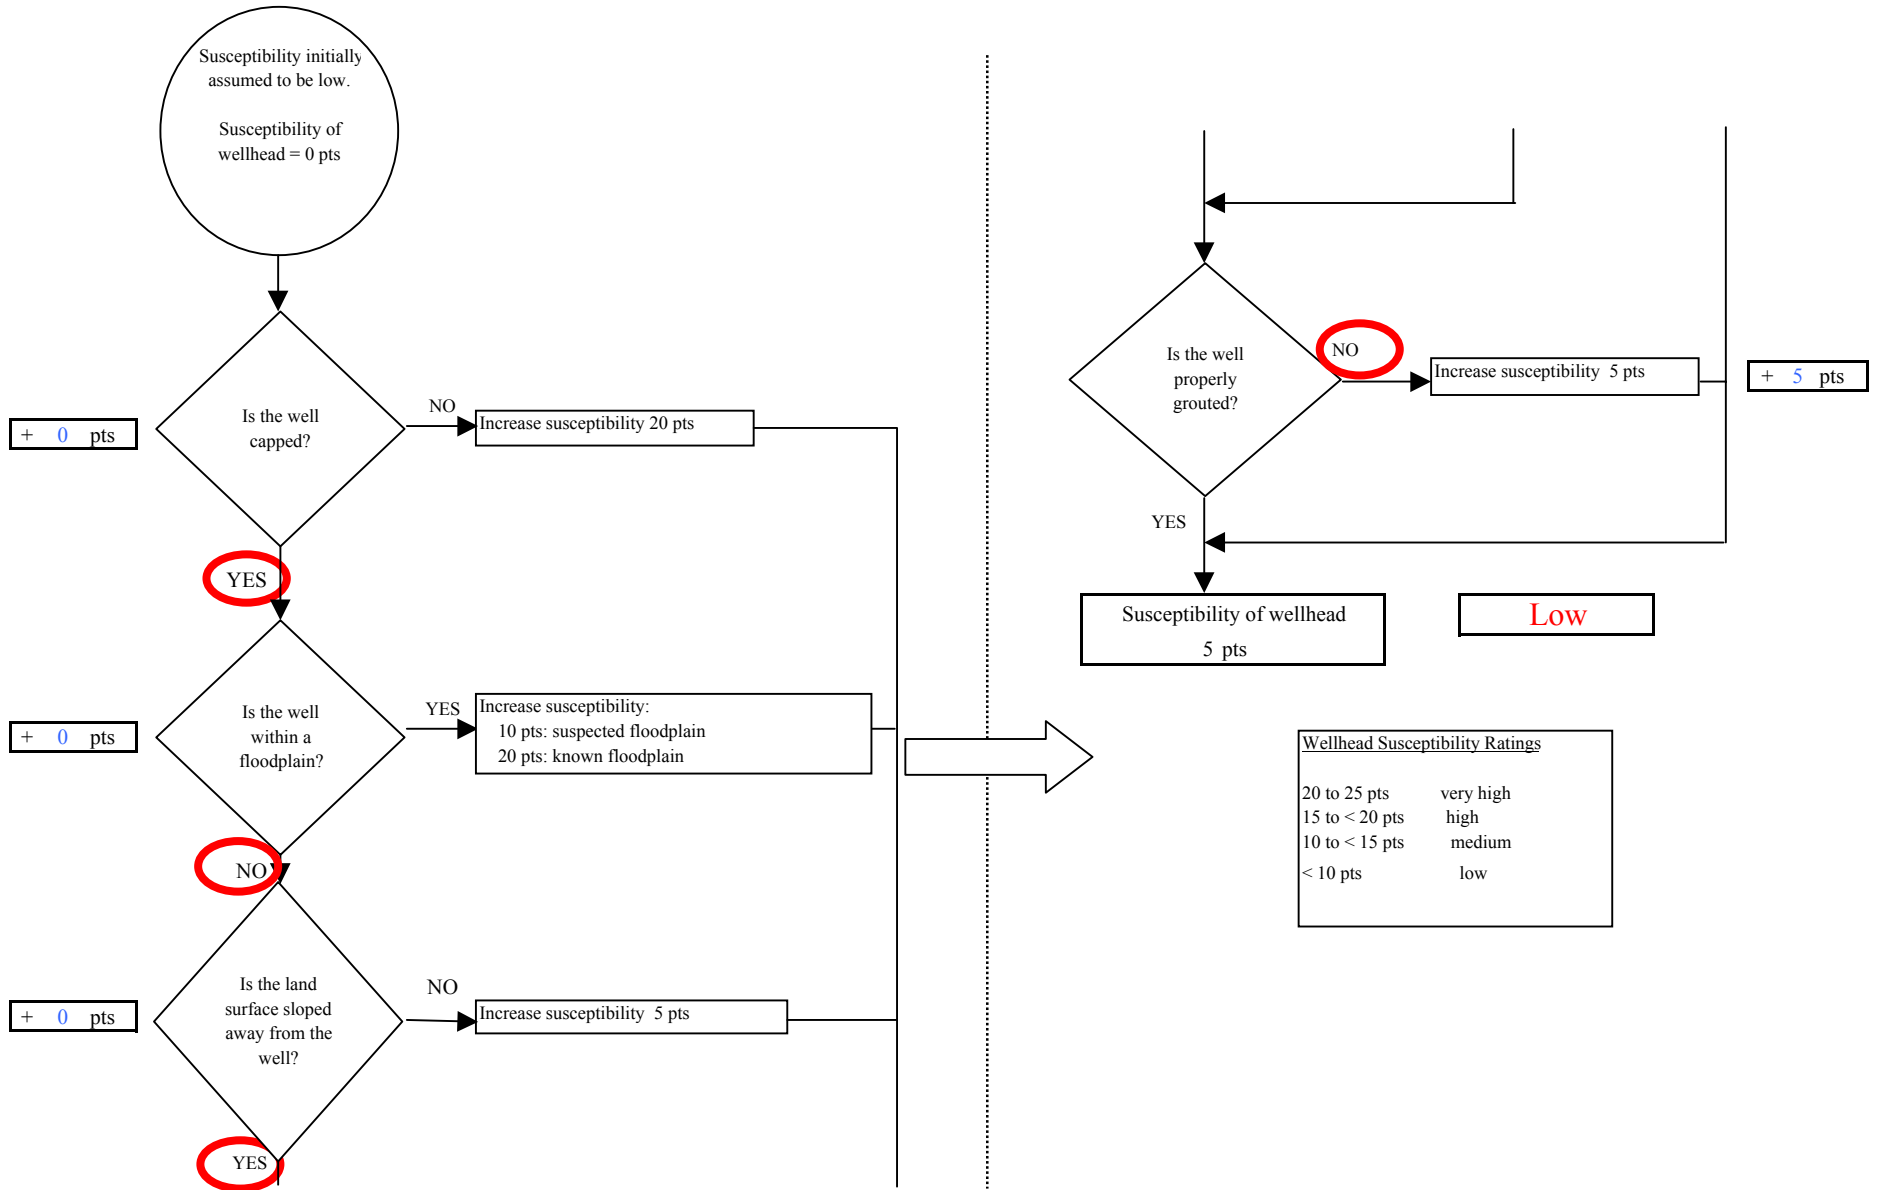 Susceptibility initially
assumed to be low.
Susceptibility of
wellhead = 0 pts
Is the well
capped?
NO
Increase susceptibility 20 pts
+ 0 pts
YES
Is the well
within a
floodplain?
YES
Increase susceptibility:
10 pts: suspected floodplain
20 pts: known floodplain
+ 0 pts
NO
Is the land
surface sloped
away from the
well?
NO
Increase susceptibility 5 pts
+ 0 pts
YES
Is the well
properly
grouted?
NO
Increase susceptibility 5 pts
+ 5 pts
YES
Susceptibility of wellhead
5 pts
Low
Wellhead Susceptibility Ratings
20 to 25 pts very high
15 to < 20 pts high
10 to < 15 pts medium
< 10 pts low